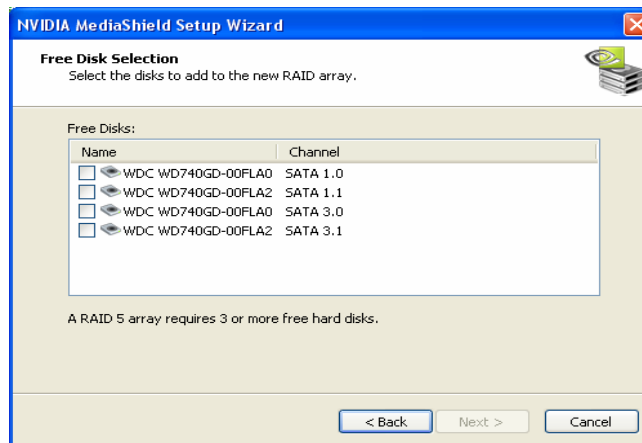 NVIDIA MediaShield Setup Wizard
Free Disk Selection
Select the disks to add to the new RAID array.
Free Disks:
Name Channel
WDC WD740GD-00FLA0 SATA 1.0
WDC WD740GD-00FLA2 SATA 1.1
WDC WD740GD-00FLA0 SATA 3.0
WDC WD740GD-00FLA2 SATA 3.1
A RAID 5 array requires 3 or more free hard disks.
< Back Next > Cancel